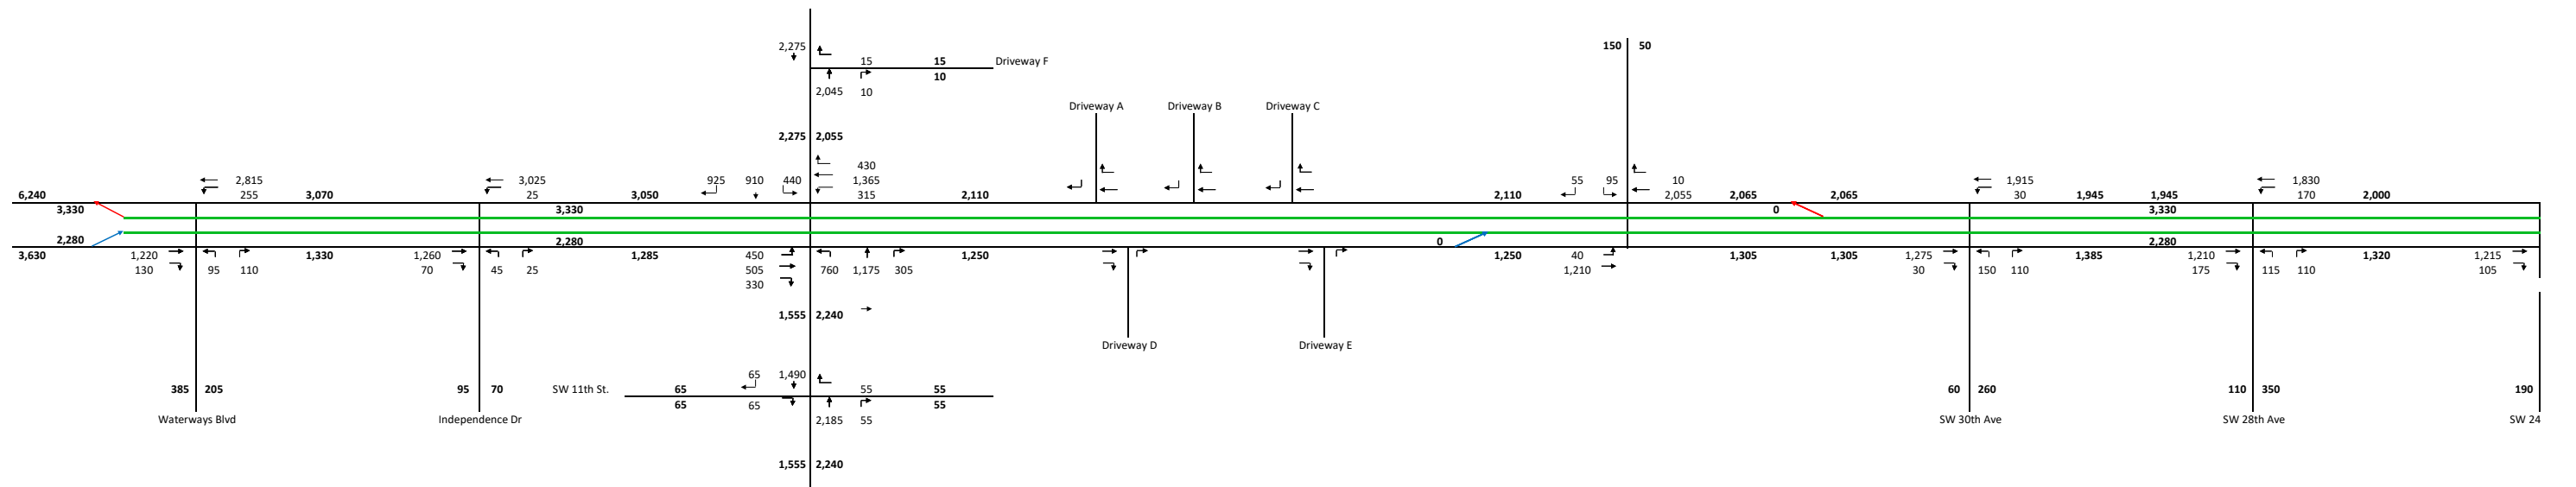 2,275
150 50
15 15 Driveway F
10
2,045 10
Driveway A Driveway B Driveway C
2,275 2,055
430
2,815 3,025 925 910 440 1,365 55 95 10 1,915 1,830
6,240 255 3,070 25 3,050 315 2,110 2,110 2,055 2,065 2,065 30 1,945 1,945 170 2,000
3,330 3,330 0 3,330
2,280 2,280 0 2,280
3,630 1,220 1,330 1,260 1,285 450 1,250 1,250 40 1,305 1,305 1,275 1,385 1,210 1,320 1,215
130 95 110 70 45 25 505 760 1,175 305 1,210 30 150 110 175 115 110 105
330
1,555 2,240
Driveway D Driveway E
65 1,490
385 205 95 70 SW 11th St. 65 55 55 60 260 110 350 190
65 65 55
Waterways Blvd Independence Dr 2,185 55 SW 30th Ave SW 28th Ave SW 24
1,555 2,240